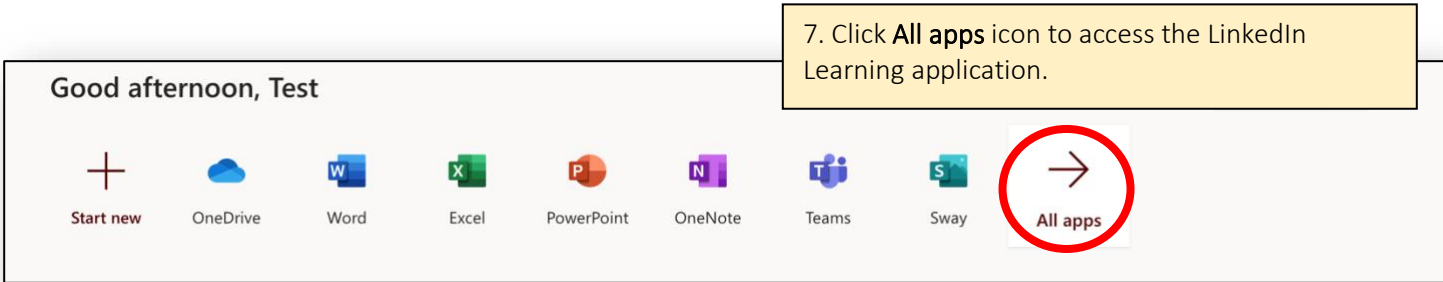 7. Click All apps icon to access the LinkedIn
Learning application.
Good afternoon, Test
W
X
P
N
T
S
Start new
OneDrive
Word
Excel
PowerPoint
OneNote
Teams
Sway
All apps